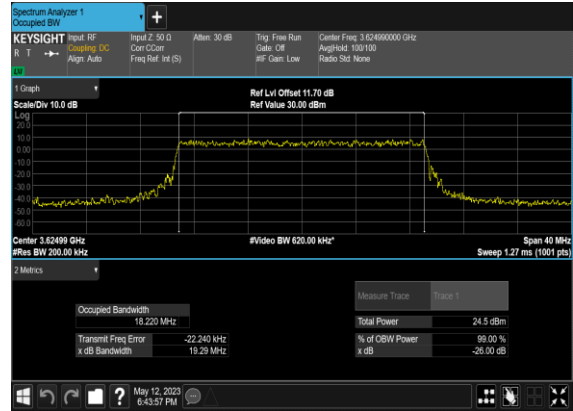 Spectrum Analyzer 1
Occupied BW
+
KEYSIGHT Input: RF Input Z: 50 Ω Atten: 30 dB Trig: Free Run Center Freq: 3.624990000 GHz
R T Coupling: DC Corr CCorr Gate: Off Avg|Hold: 100/100
Align: Auto Freq Ref: Int (S) #IF Gain: Low Radio Std: None
LM
1 Graph
Ref Lvl Offset 11.70 dB
Scale/Div 10.0 dB Ref Value 30.00 dBm
Log
20.0
10.0
0.00
-10.0
-20.0
-30.0
-40.0
-50.0
-60.0
Center 3.62499 GHz #Video BW 620.00 kHz* Span 40 MHz
#Res BW 200.00 kHz Sweep 1.27 ms (1001 pts)
2 Metrics
Measure Trace Trace 1
Occupied Bandwidth
18.220 MHz Total Power 24.5 dBm
Transmit Freq Error -22.240 kHz % of OBW Power 99.00 %
x dB Bandwidth 19.29 MHz x dB -26.00 dB
? May 12, 2023
6:43:57 PM